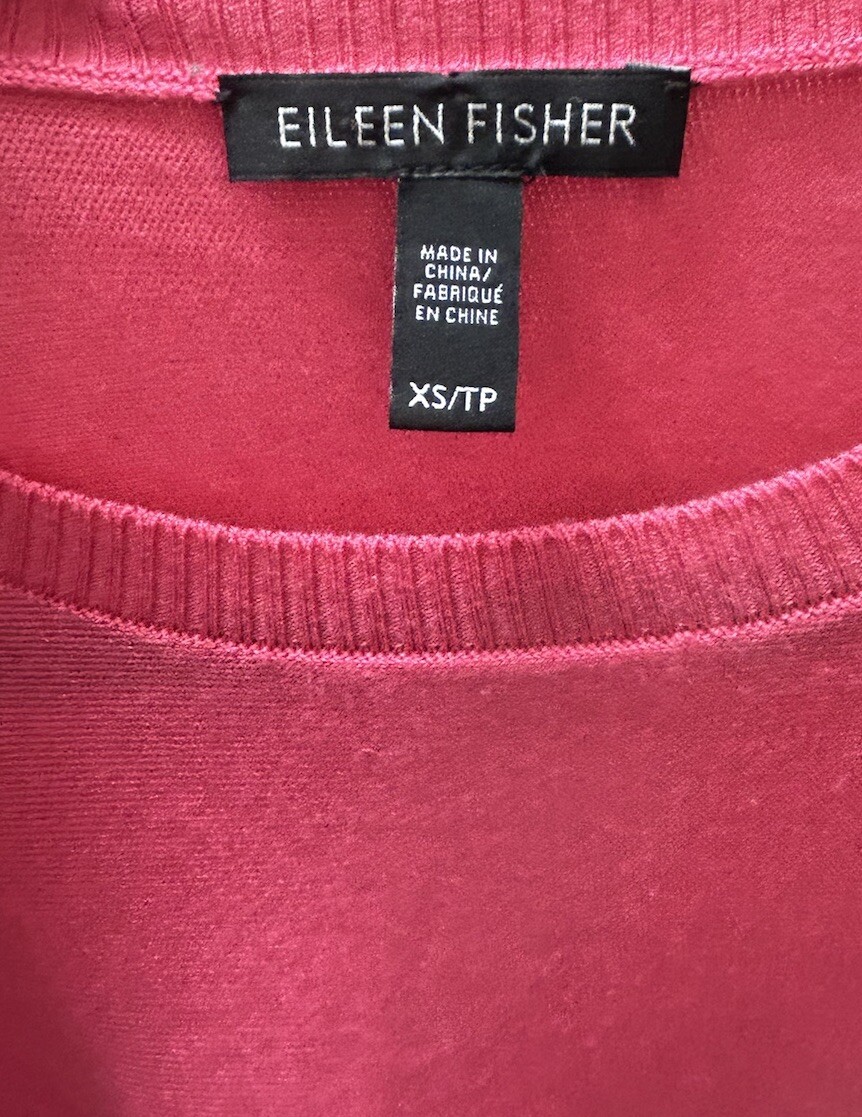 EILEEN FISHER
MADE IN
CHINA/
FABRIQUÉ
EN CHINE
XS/TP